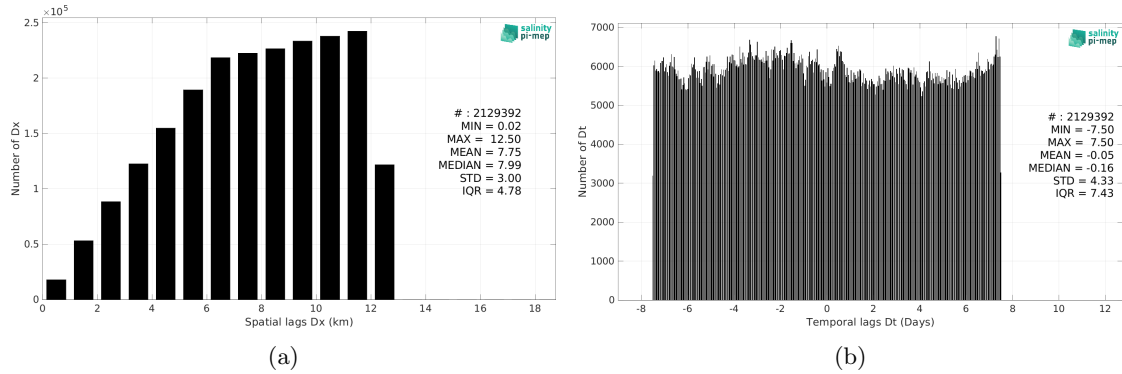 2.5 ×10^5
2
1.5
1
0.5
0
0 2 4 6 8 10 12 14 16 18
Number of Dx
Spatial lags Dx (km)
salinity
pi-mep
# : 2129392
MIN = 0.02
MAX = 12.50
MEAN = 7.75
MEDIAN = 7.99
STD = 3.00
IQR = 4.78
(a)
7000
6000
5000
4000
3000
2000
1000
0
-8 -6 -4 -2 0 2 4 6 8 10 12
Number of Dt
Temporal lags Dt (Days)
salinity
pi-mep
# : 2129392
MIN = -7.50
MAX = 7.50
MEAN = -0.05
MEDIAN = -0.16
STD = 4.33
IQR = 7.43
(b)